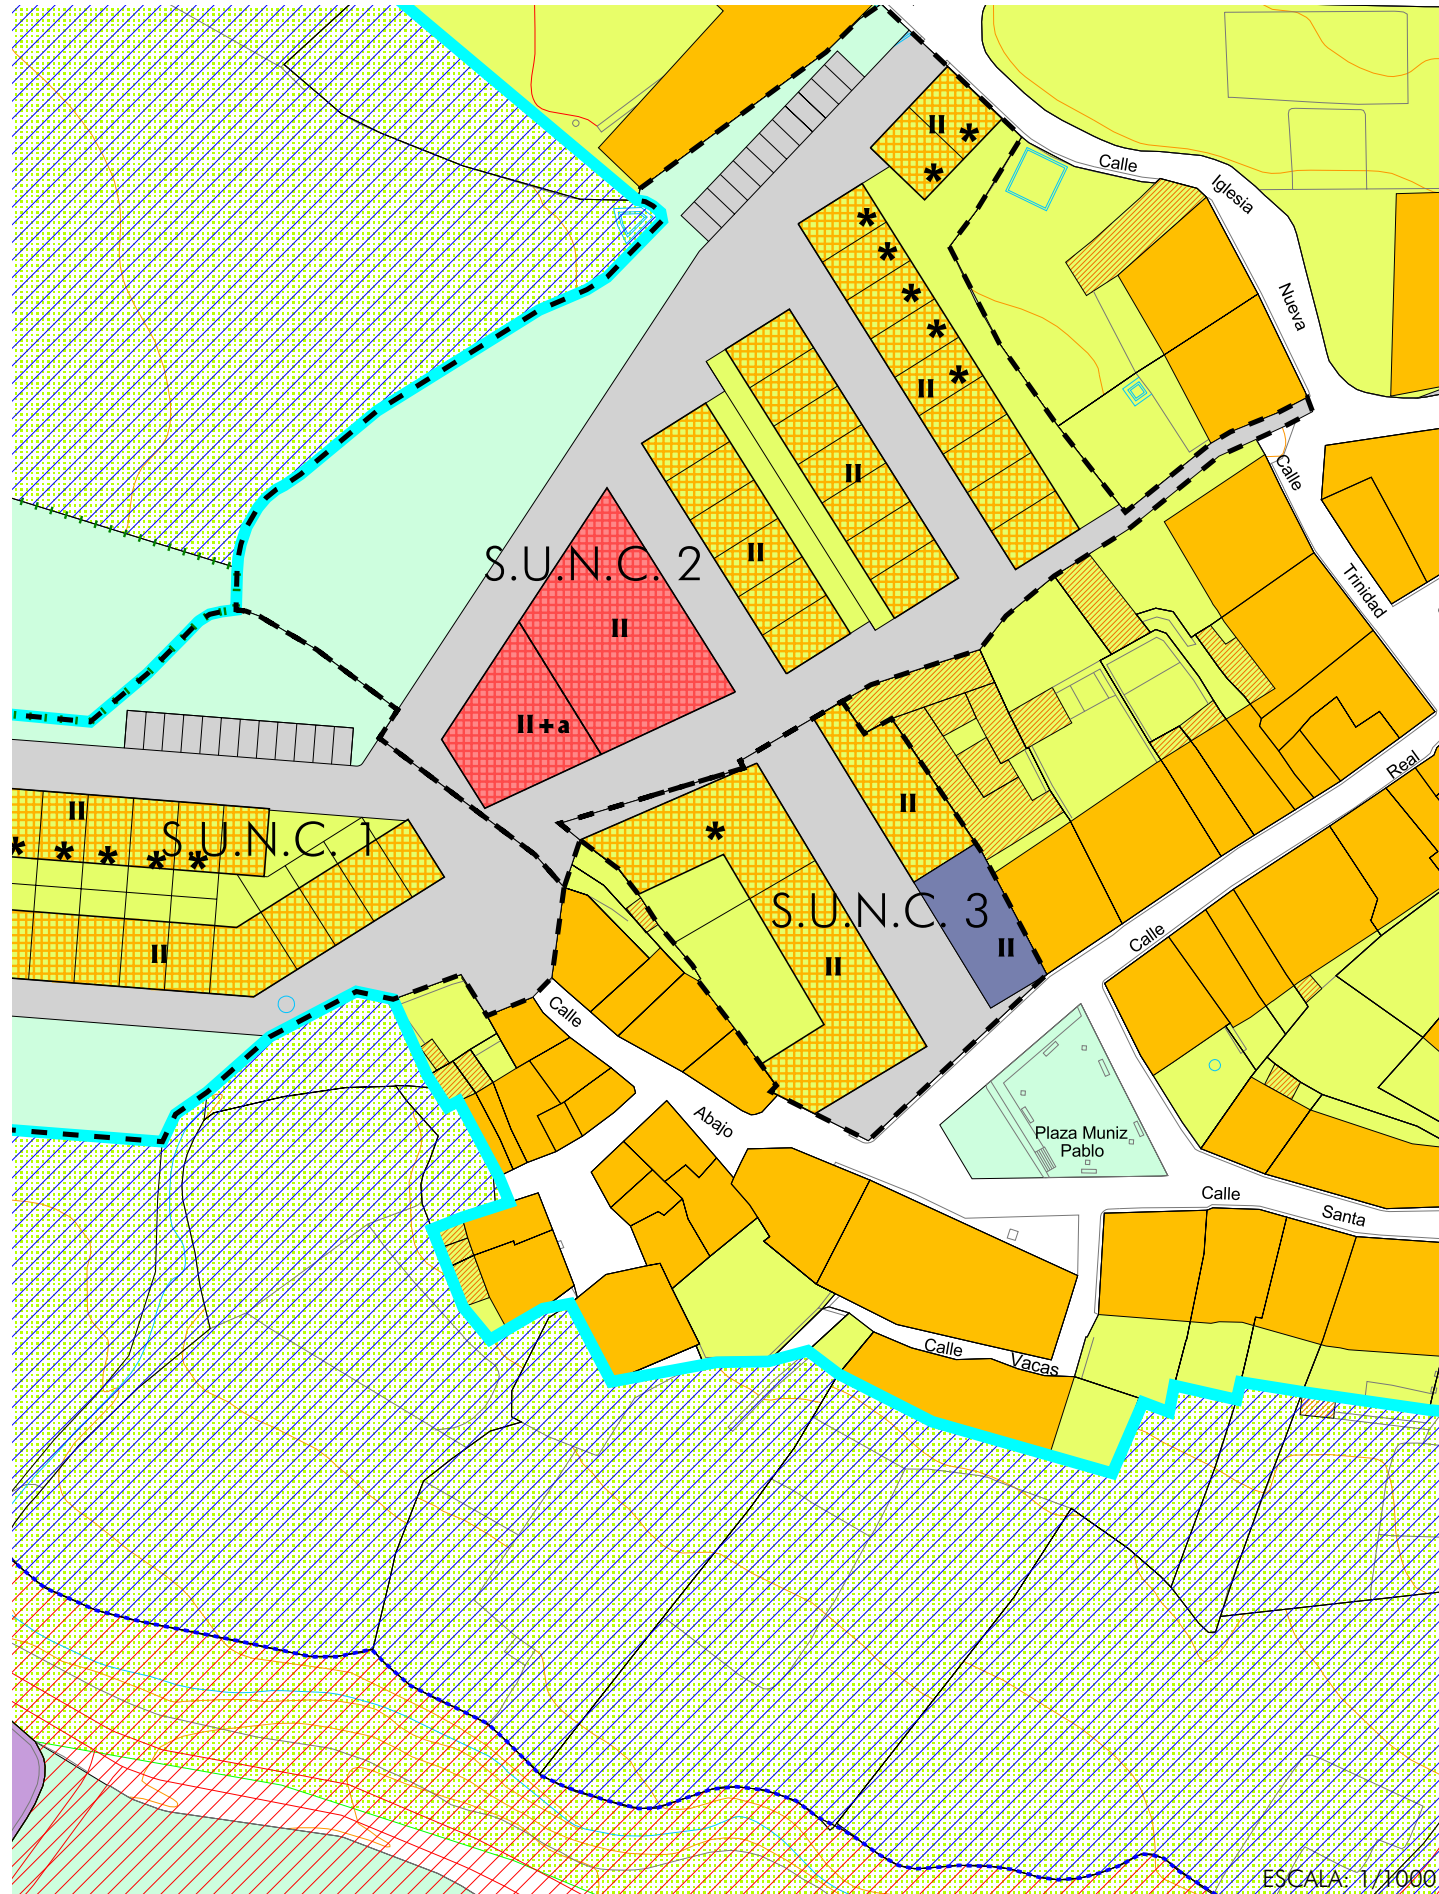 II
*
*
Calle
Iglesia
Nueva
*
*
*
*
*
II
II
II
Calle
Trinidad
S.U.N.C. 2
II
II+a
Real
II
S.U.N.C. 1
*
*
*
*
*
II
*
II
S.U.N.C. 3
II
II
Calle
Calle
Abajo
Plaza Muniz
Pablo
Calle
Santa
Calle
Vacas
ESCALA: 1/1000